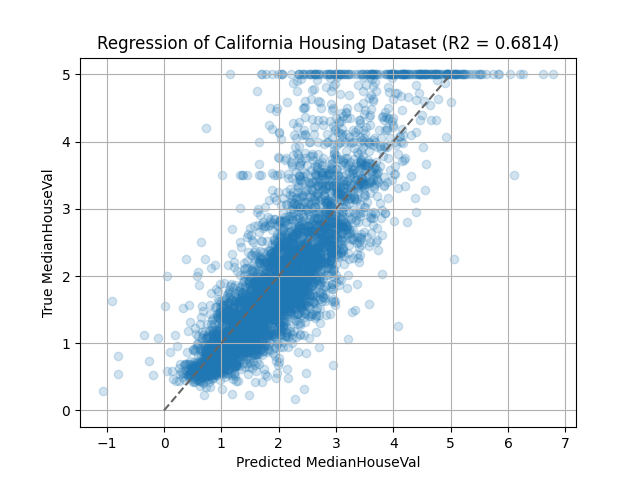 Regression of California Housing Dataset (R2 = 0.6814)
5
4
3
2
1
0
True MedianHouseVal
−1 0 1 2 3 4 5 6 7
Predicted MedianHouseVal